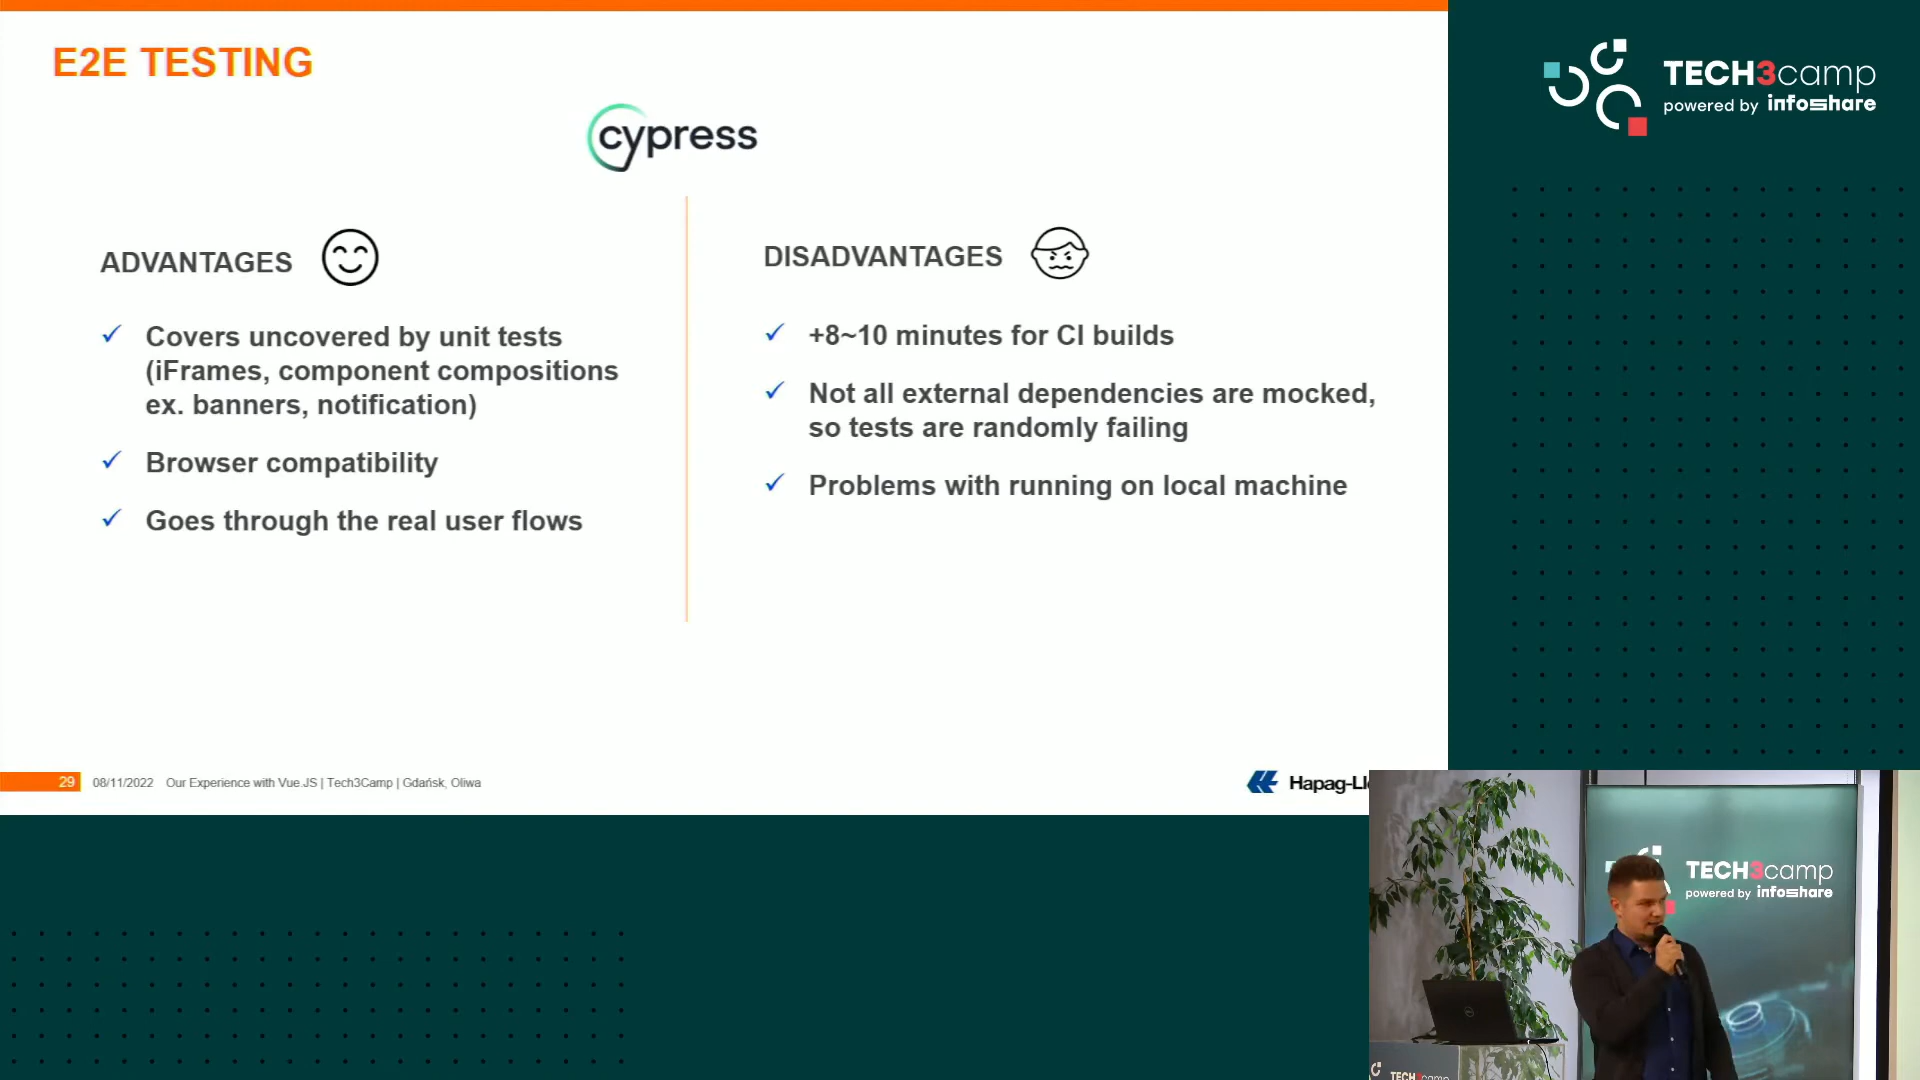 E2E TESTING
cypress
ADVANTAGES
Covers uncovered by unit tests
(iFrames, component compositions
ex. banners, notification)
Browser compatibility
Goes through the real user flows
DISADVANTAGES
+8~10 minutes for CI builds
Not all external dependencies are mocked,
so tests are randomly failing
Problems with running on local machine
29 08/11/2022 Our Experience with Vue.JS | Tech3Camp | Gdańsk, Oliwa
TECH3camp
powered by infoshare
TECH3camp
powered by infoshare
TECH3camp